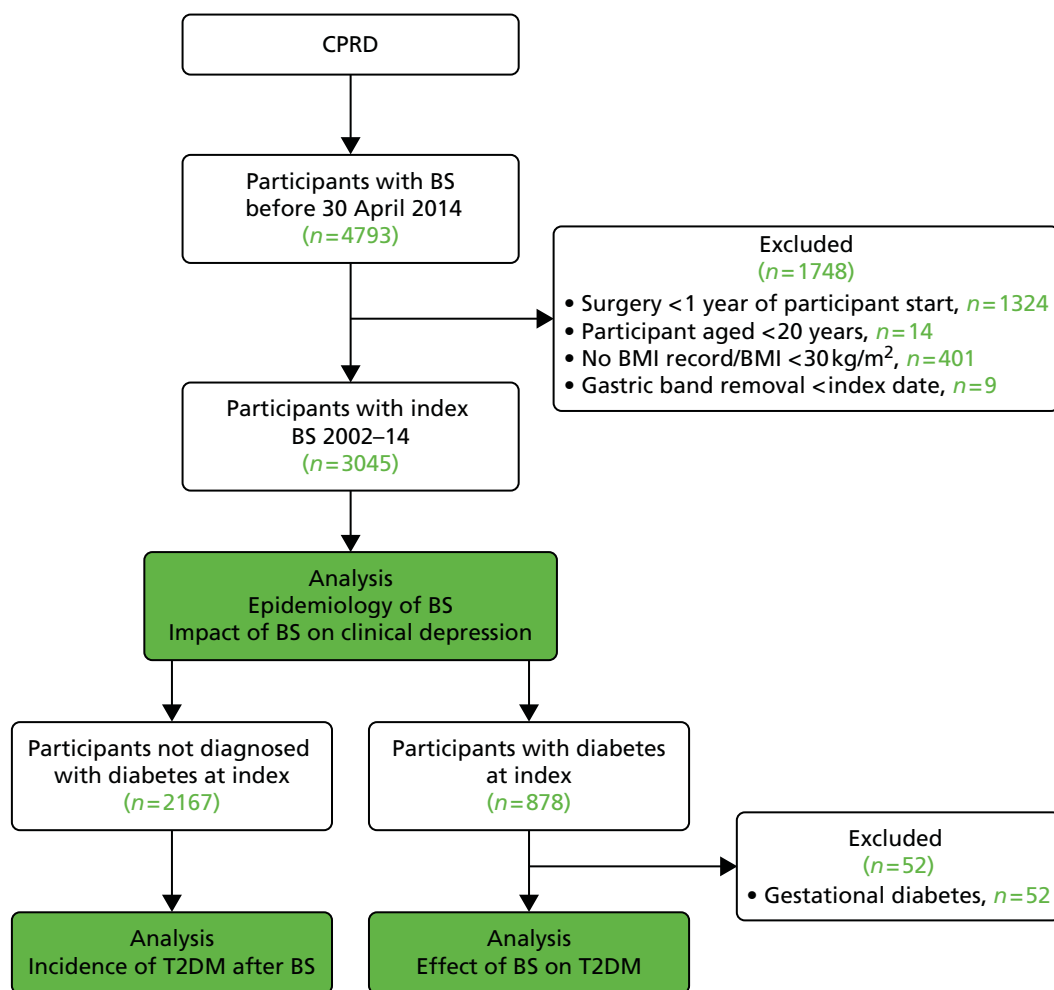 CPRD
Participants with BS
before 30 April 2014
(n=4793)
Excluded
(n=1748)
• Surgery <1 year of participant start, n=1324
• Participant aged <20 years, n=14
• No BMI record/BMI <30 kg/m², n=401
• Gastric band removal <index date, n=9
Participants with index
BS 2002–14
(n=3045)
Analysis
Epidemiology of BS
Impact of BS on clinical depression
Participants not diagnosed
with diabetes at index
(n=2167)
Participants with diabetes
at index
(n=878)
Excluded
(n=52)
• Gestational diabetes, n=52
Analysis
Incidence of T2DM after BS
Analysis
Effect of BS on T2DM